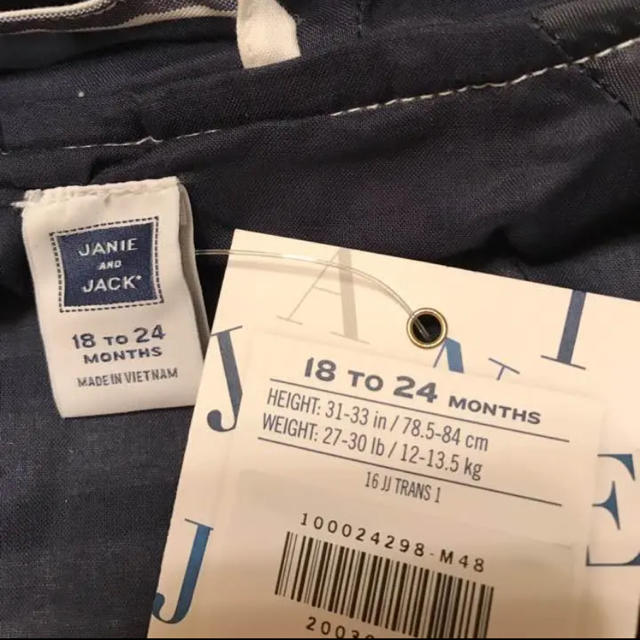 JANIE
AND
JACK
18 TO 24
MONTHS
MADE IN VIETNAM
A
J
N
I
E
J
18 TO 24 MONTHS
HEIGHT: 31-33 in / 78.5-84 cm
WEIGHT: 27-30 lb / 12-13.5 kg
16 JJ TRANS 1
100024298-M48